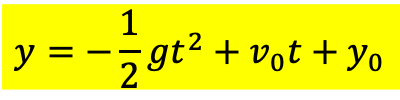 y = −½gt² + v₀t + y₀